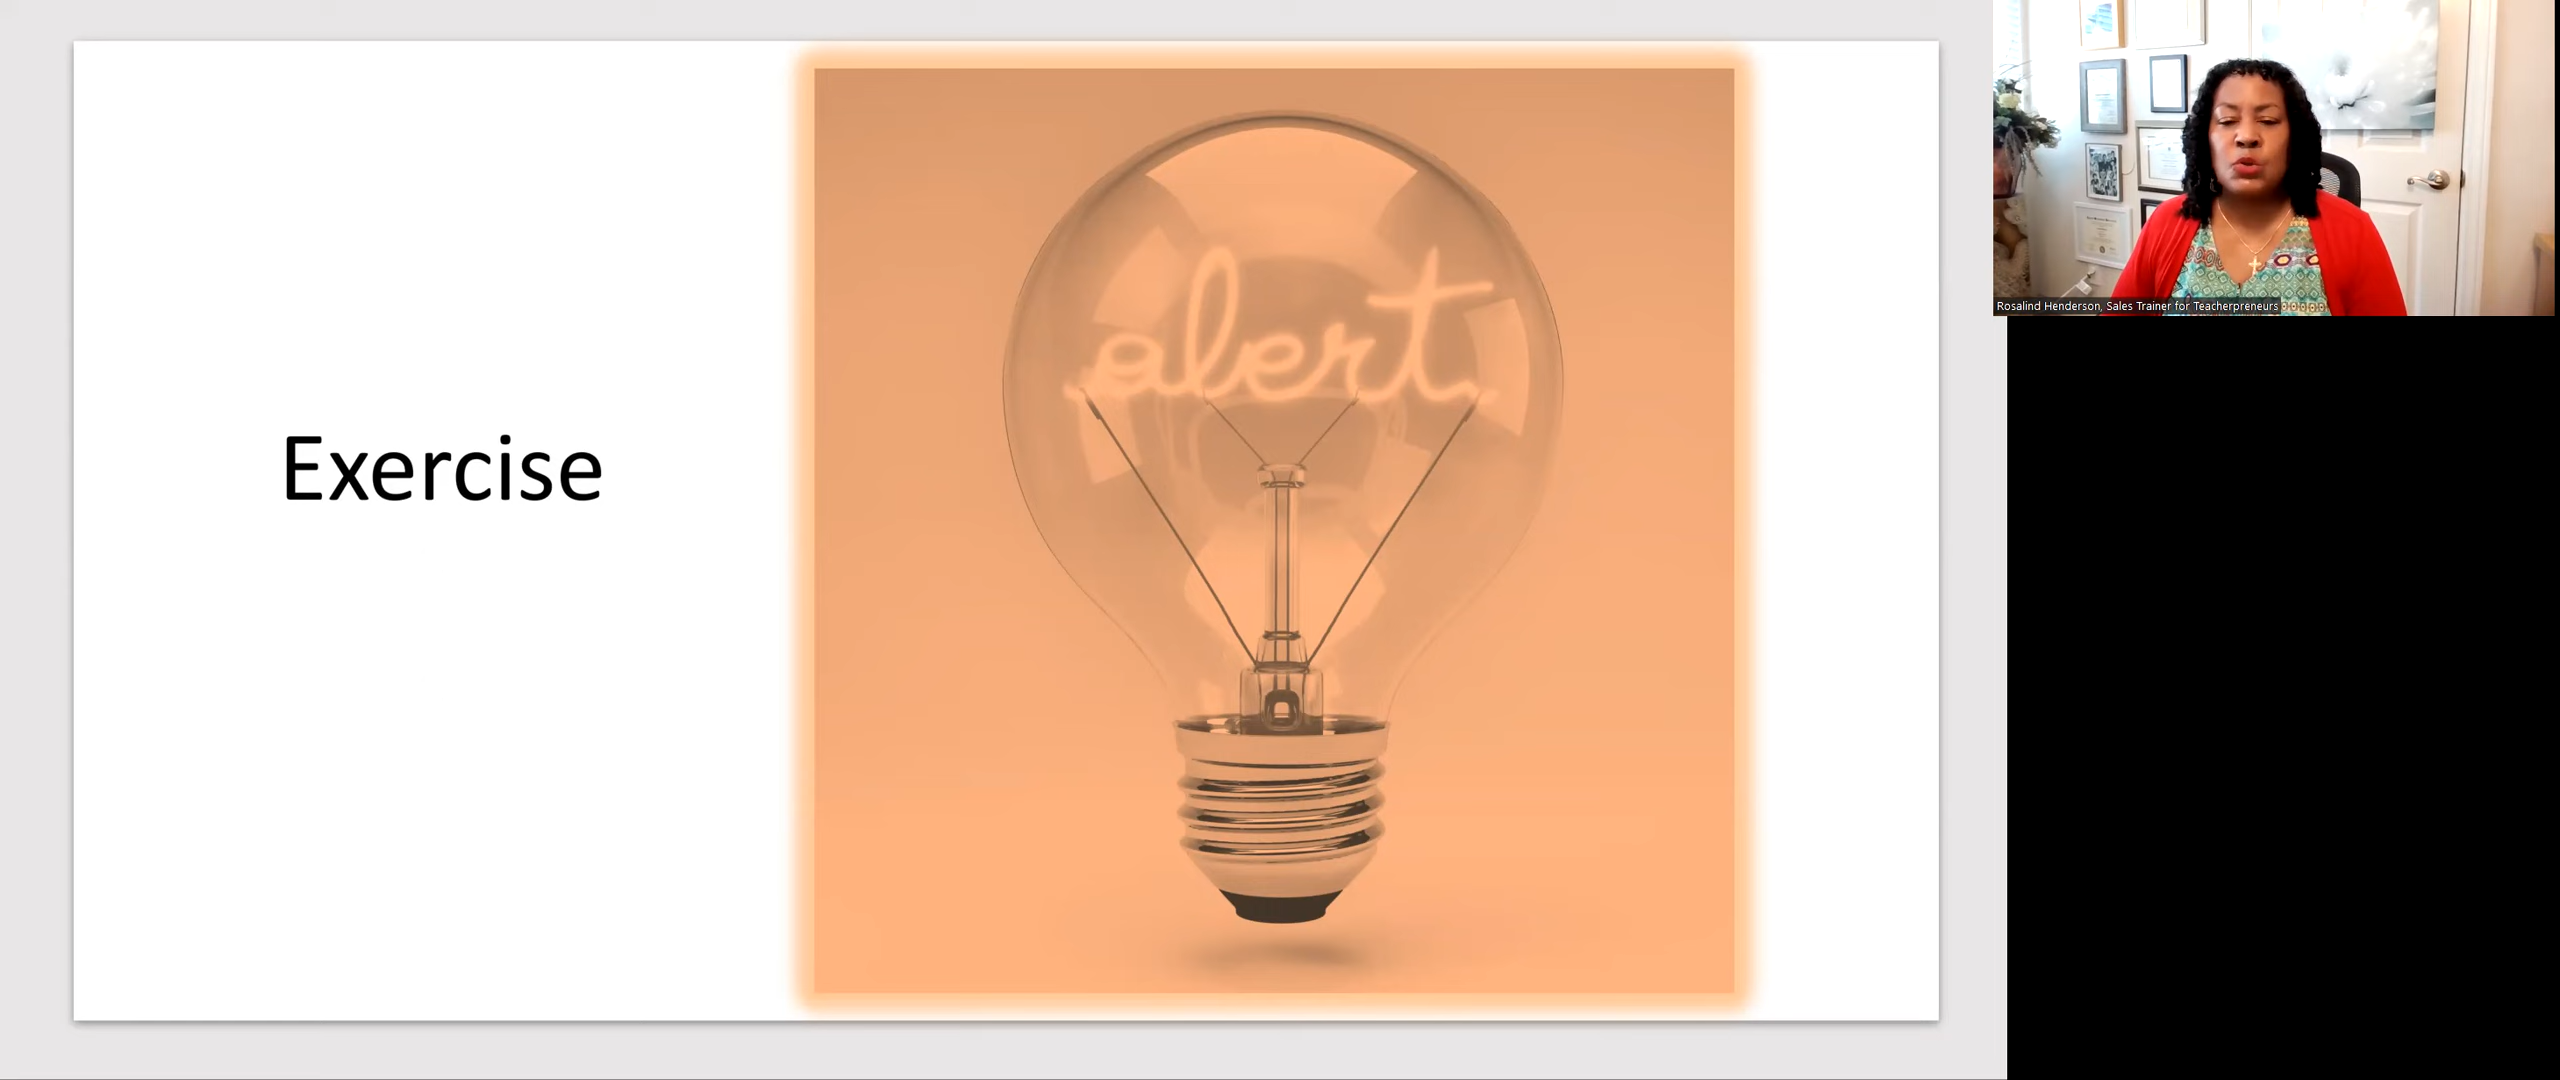 Exercise
alert
Rosalind Henderson, Sales Trainer for Teacherpreneurs